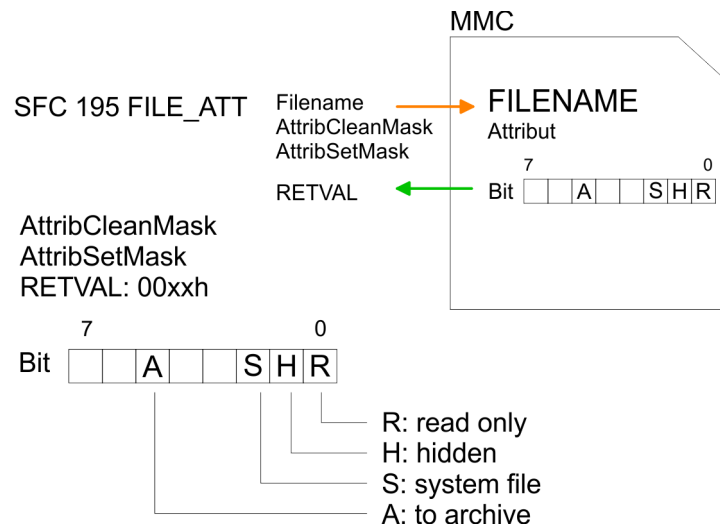 MMC
SFC 195 FILE_ATT
Filename
AttribCleanMask
AttribSetMask
RETVAL
FILENAME
Attribut
7 0
Bit A S H R
AttribCleanMask
AttribSetMask
RETVAL: 00xxh
7 0
Bit A S H R
R: read only
H: hidden
S: system file
A: to archive